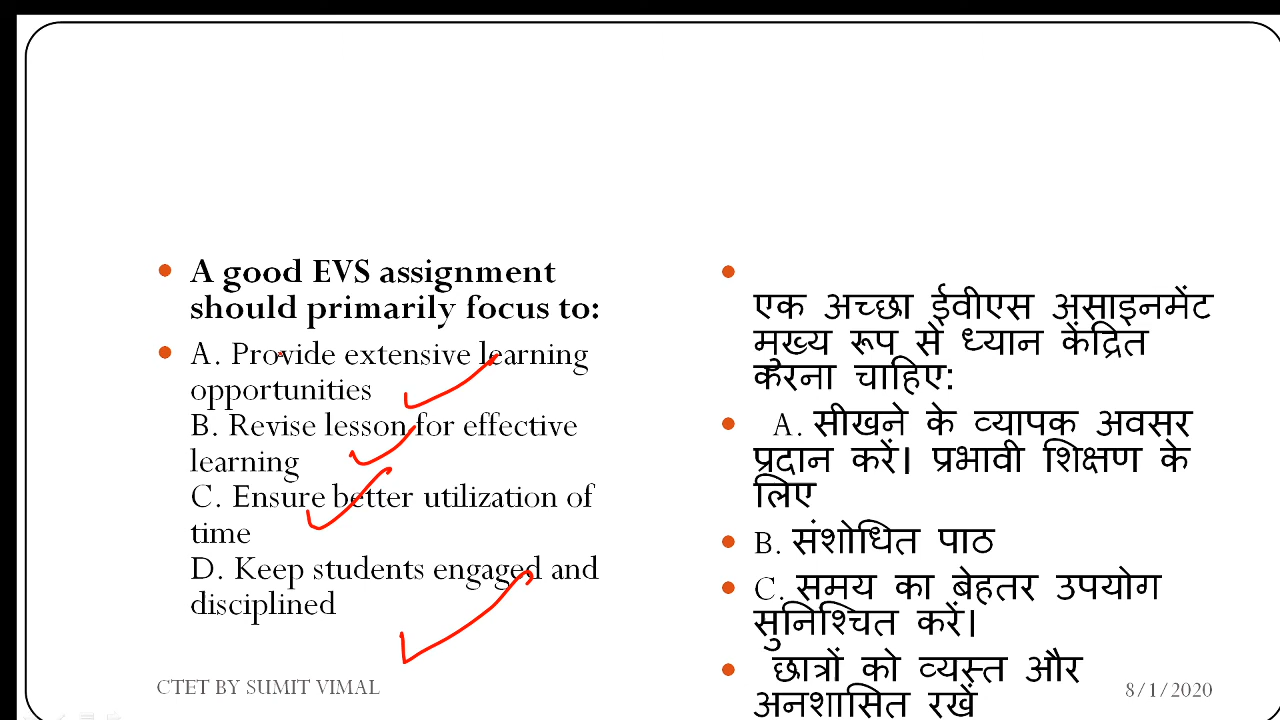 A good EVS assignment
should primarily focus to:
A. Provide extensive learning
opportunities
B. Revise lesson for effective
learning
C. Ensure better utilization of
time
D. Keep students engaged and
disciplined
एक अच्छा ईवीएस असाइनमेंट
मुख्य रूप से ध्यान केंद्रित
करना चाहिए:
A. सीखने के व्यापक अवसर
प्रदान करें। प्रभावी शिक्षण के
लिए
B. संशोधित पाठ
C. समय का बेहतर उपयोग
सुनिश्चित करें।
छात्रों को व्यस्त और
अनुशासित रखें
CTET BY SUMIT VIMAL
8/1/2020